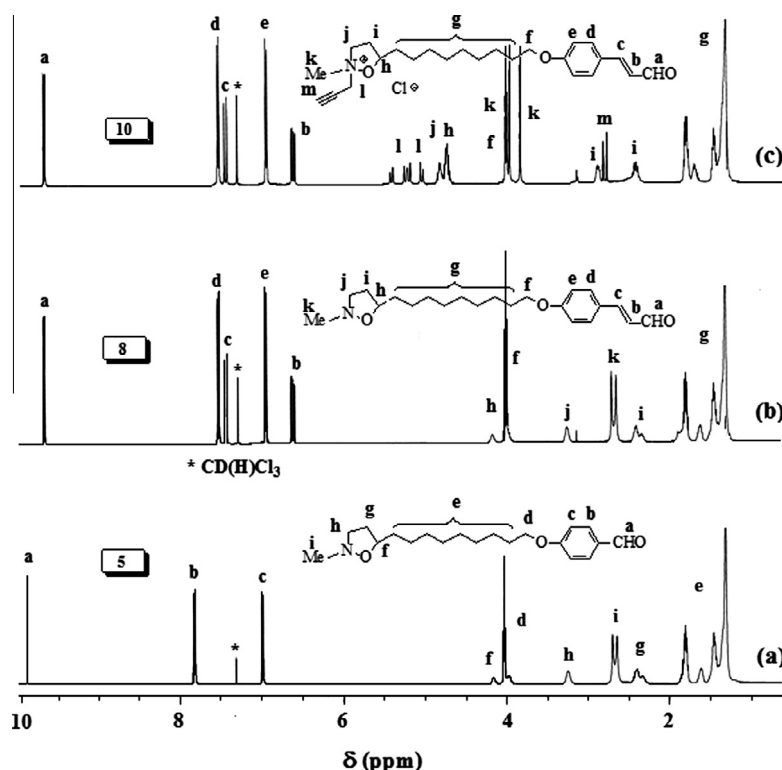 g
f e d c a
j i b CHO
k Me N⊕ O h
m l Cl⊖
a d c * e g
10 b l l j h k f k i m i (c)
g
j i f e d c a
k Me N O h O b CHO
a d e g
8 c * b f h j k i (b)
* CD(H)Cl3
e
h g d c b a
i Me N O f O CHO
a b c e
5 * d f h i g (a)
10 8 6 4 2
δ (ppm)